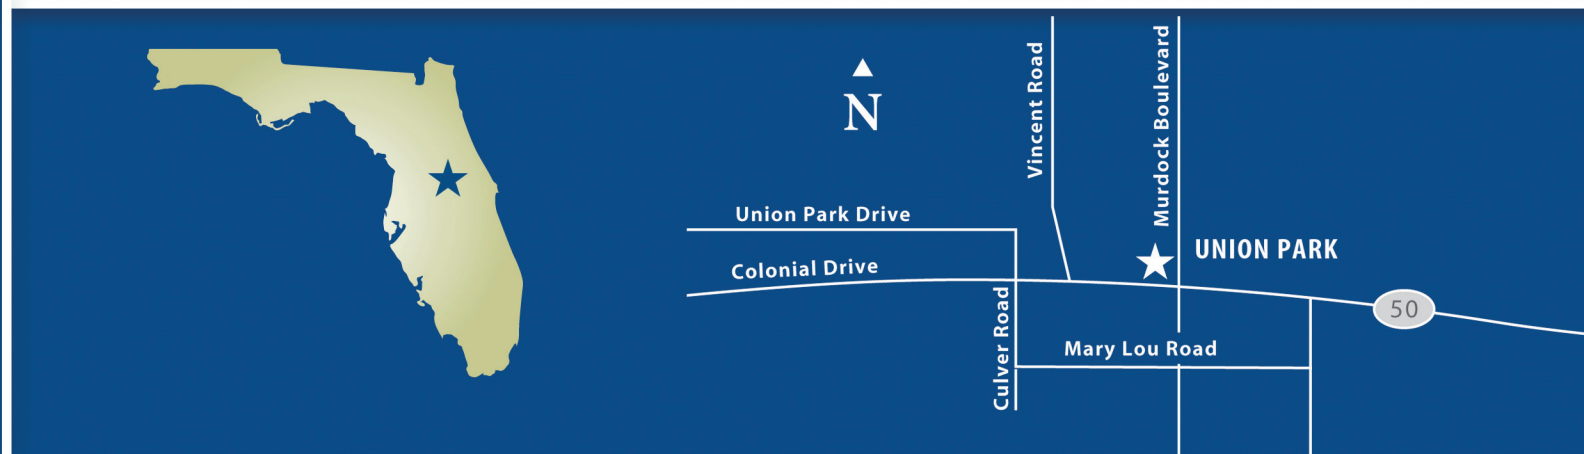 N
Vincent Road
Murdock Boulevard
Union Park Drive
UNION PARK
Colonial Drive
50
Culver Road
Mary Lou Road